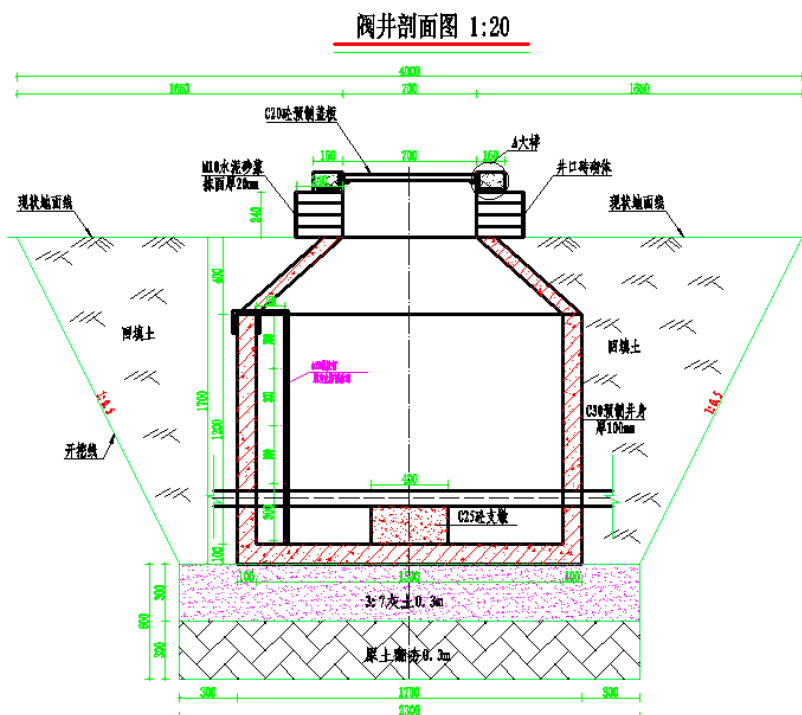 阀井剖面图 1:20
4000
1650
700
1650
C20砼预制盖板
150
700
150
A大样
M10水泥砂浆
抹面厚20mm
井口砖砌体
240
现状地面线
现状地面线
400
回填土
回填土
1:0.5
1:0.5
1700
1200
C30预制井身
厚100mm
开挖线
400
C25砼支墩
300
100
100
1500
100
3:7灰土0.3m
300
600
原土翻夯0.3m
300
300
1700
300
2300